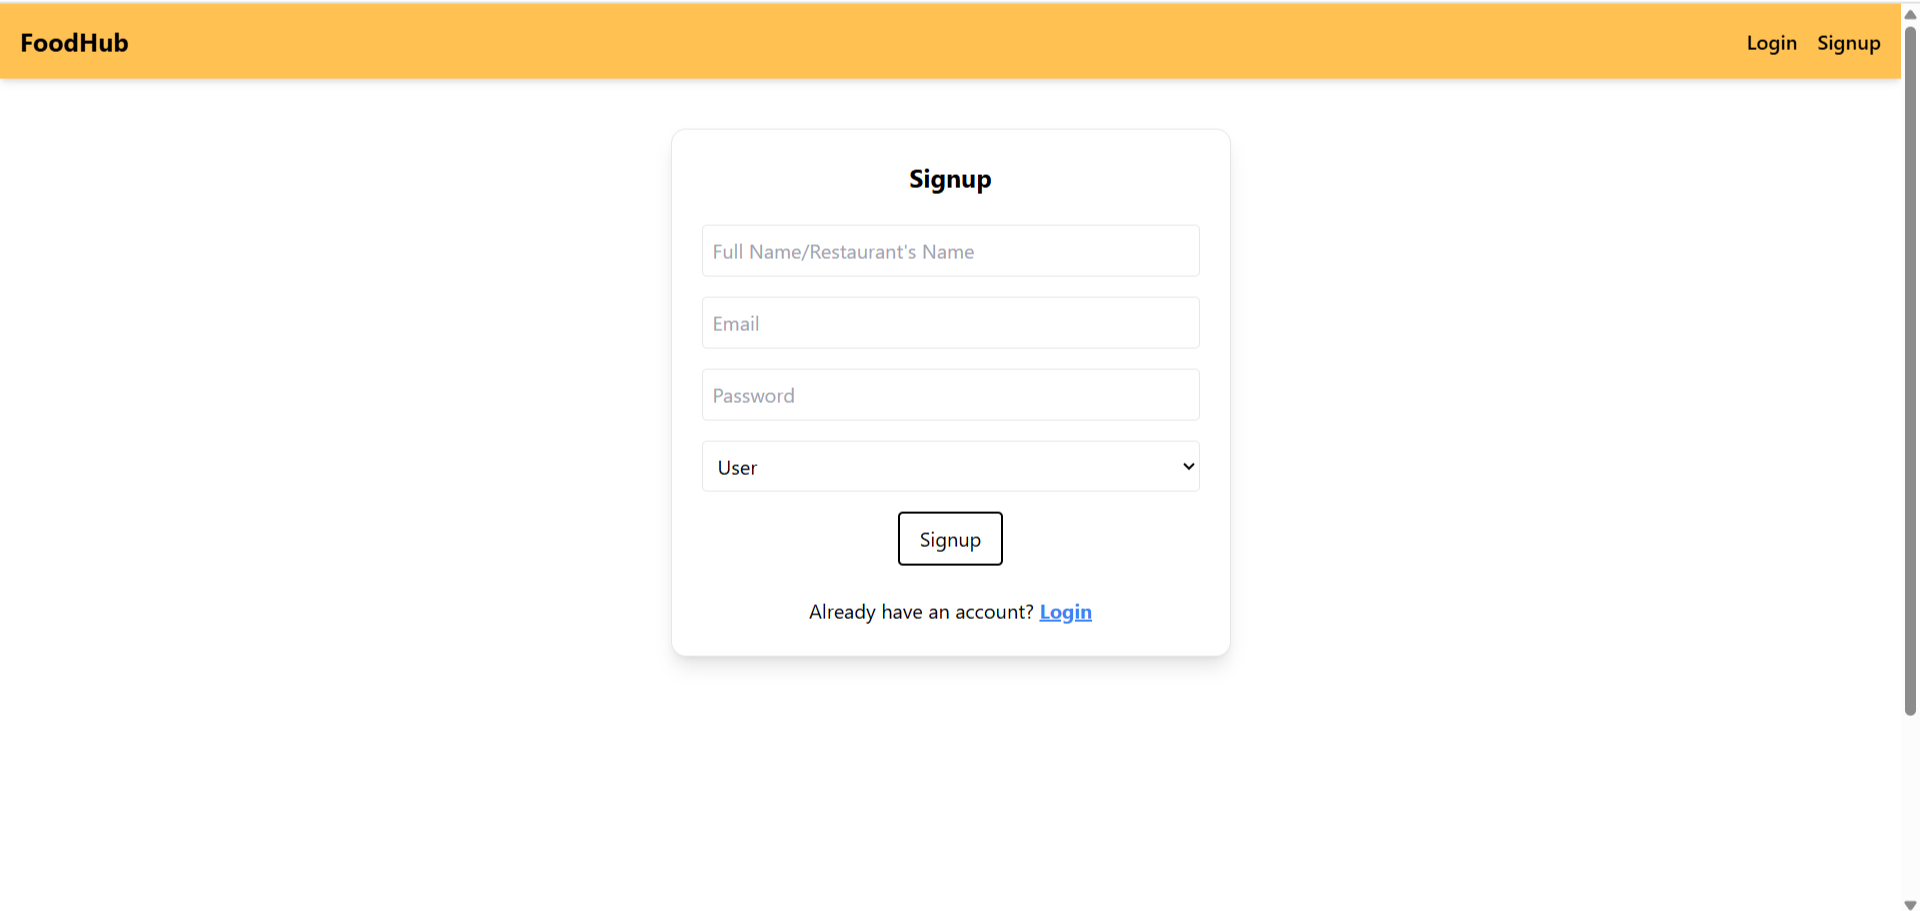 FoodHub
Login Signup
Signup
Full Name/Restaurant's Name
Email
Password
User
Signup
Already have an account? Login